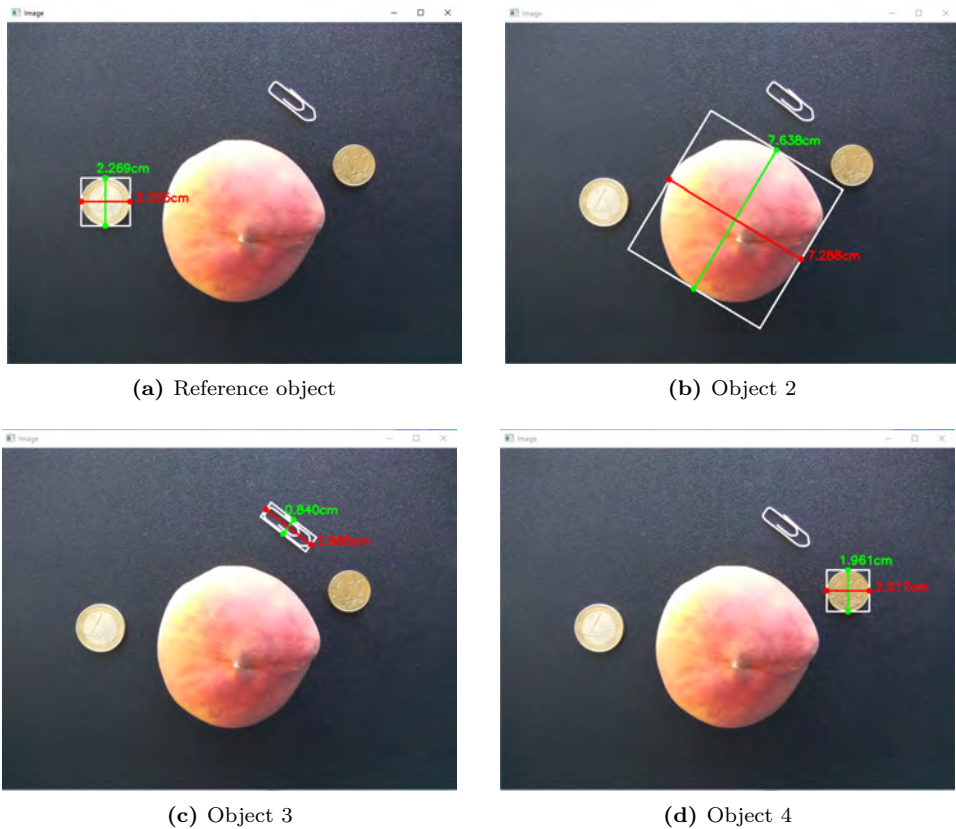 Image
Image
2.269cm
2.325cm
7.638cm
7.288cm
(a) Reference object
(b) Object 2
Image
Image
0.840cm
2.695cm
1.961cm
2.017cm
(c) Object 3
(d) Object 4